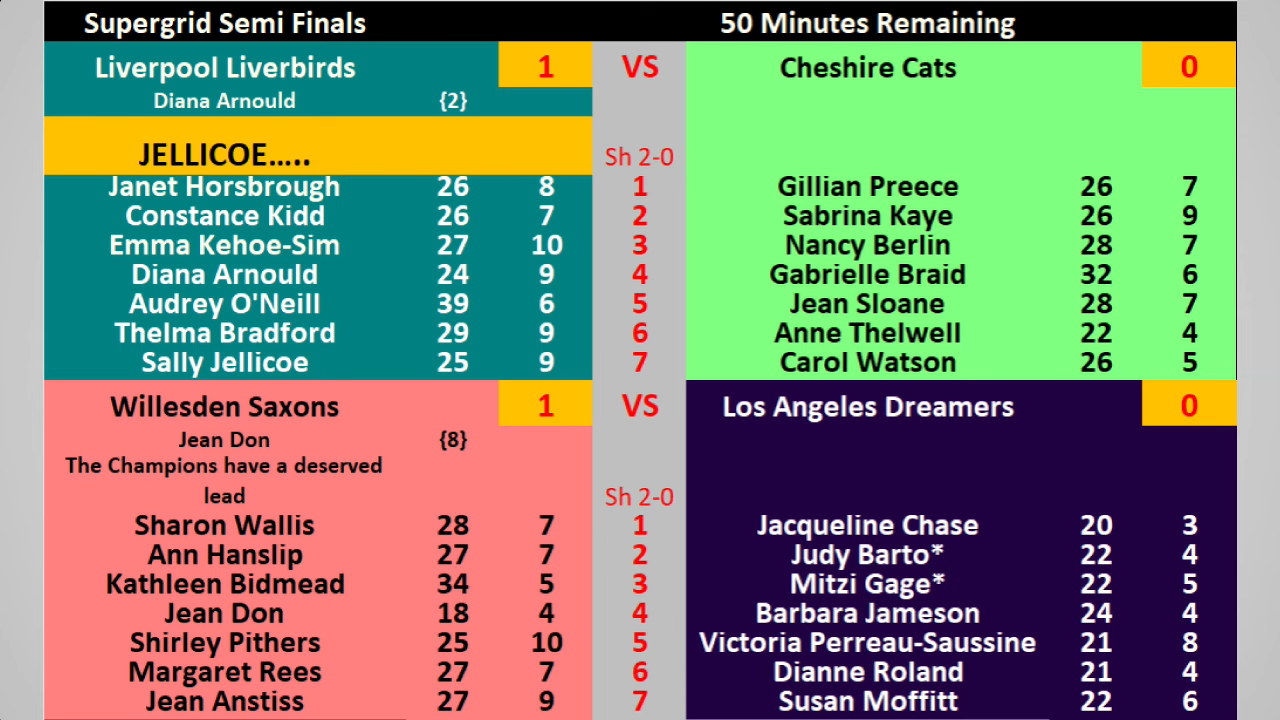 Supergrid Semi Finals 50 Minutes Remaining
Liverpool Liverbirds 1 VS Cheshire Cats 0
Diana Arnould {2}
JELLICOE..... Sh 2-0
Janet Horsbrough 26 8 1 Gillian Preece 26 7
Constance Kidd 26 7 2 Sabrina Kaye 26 9
Emma Kehoe-Sim 27 10 3 Nancy Berlin 28 7
Diana Arnould 24 9 4 Gabrielle Braid 32 6
Audrey O'Neill 39 6 5 Jean Sloane 28 7
Thelma Bradford 29 9 6 Anne Thelwell 22 4
Sally Jellicoe 25 9 7 Carol Watson 26 5
Willesden Saxons 1 VS Los Angeles Dreamers 0
Jean Don {8}
The Champions have a deserved
lead Sh 2-0
Sharon Wallis 28 7 1 Jacqueline Chase 20 3
Ann Hanslip 27 7 2 Judy Barto* 22 4
Kathleen Bidmead 34 5 3 Mitzi Gage* 22 5
Jean Don 18 4 4 Barbara Jameson 24 4
Shirley Pithers 25 10 5 Victoria Perreau-Saussine 21 8
Margaret Rees 27 7 6 Dianne Roland 21 4
Jean Anstiss 27 9 7 Susan Moffitt 22 6